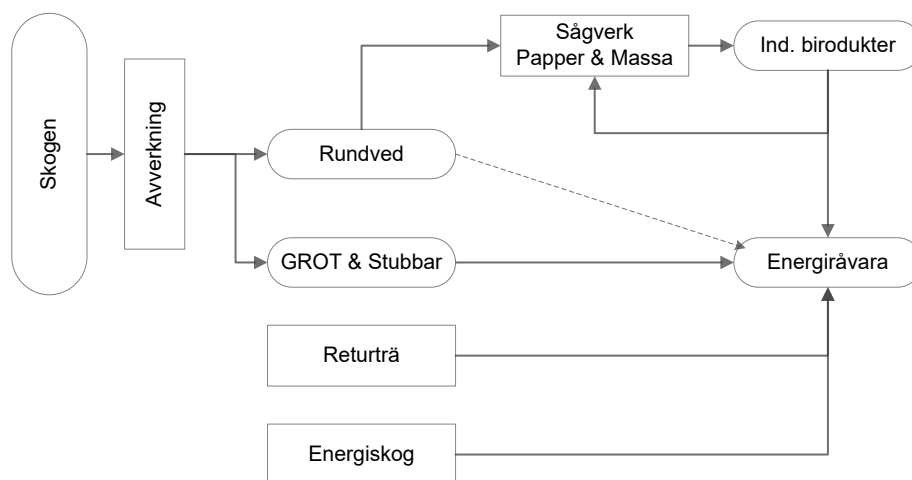 Skogen
Avverkning
Sågverk
Papper & Massa
Ind. birodukter
Rundved
GROT & Stubbar
Energiråvara
Returträ
Energiskog